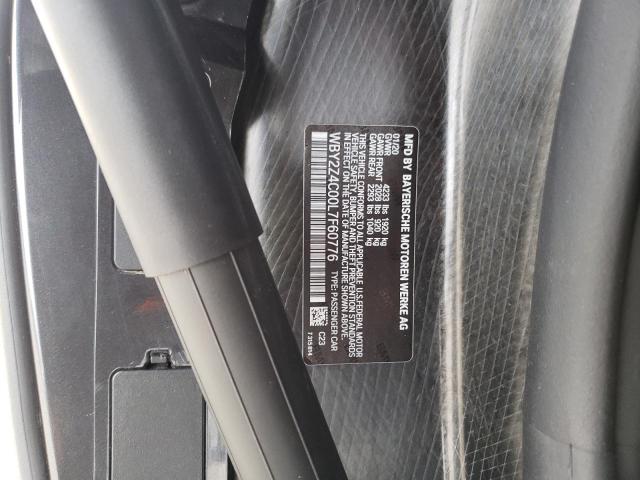 MFD BY BAYERISCHE MOTOREN WERKE AG
01/20
GVWR 4233 lbs 1920 kg
GAWR FRONT 2028 lbs 920 kg
GAWR REAR 2293 lbs 1040 kg
THIS VEHICLE CONFORMS TO ALL APPLICABLE U.S. FEDERAL MOTOR
VEHICLE SAFETY, BUMPER AND THEFT PREVENTION STANDARDS
IN EFFECT ON THE DATE OF MANUFACTURE SHOWN ABOVE.
WBY2Z4C00L7F60776 TYPE: PASSENGER CAR
C23